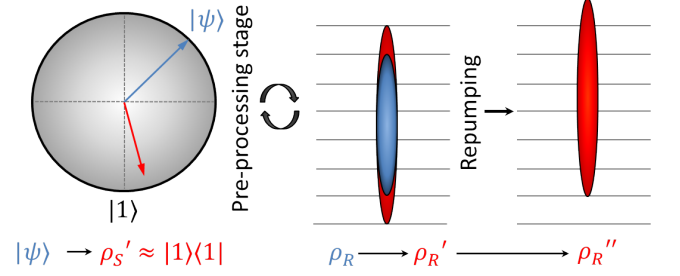 |ψ⟩
|1⟩
Pre-processing stage
Repumping
|ψ⟩ → ρ_S′ ≈ |1⟩⟨1|
ρ_R → ρ_R′ → ρ_R″